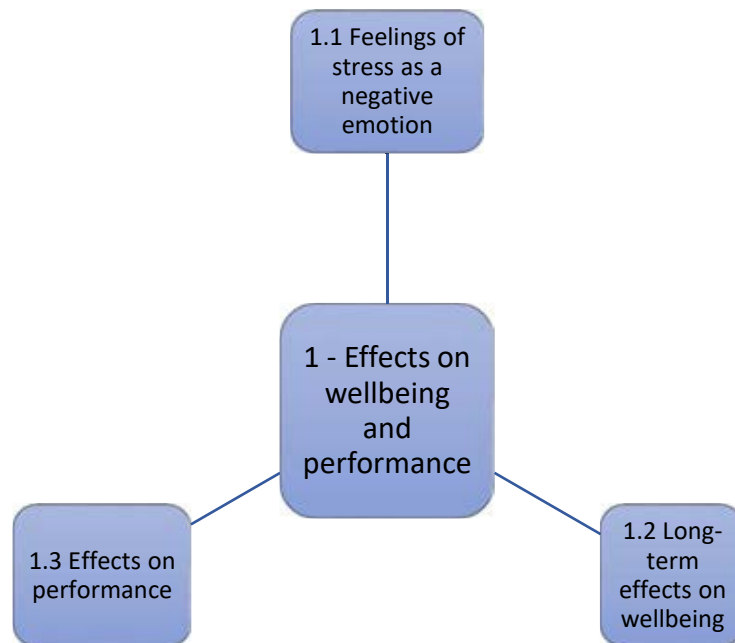 1.1 Feelings of
stress as a
negative
emotion
1 - Effects on
wellbeing
and
performance
1.3 Effects on
performance
1.2 Long-
term
effects on
wellbeing